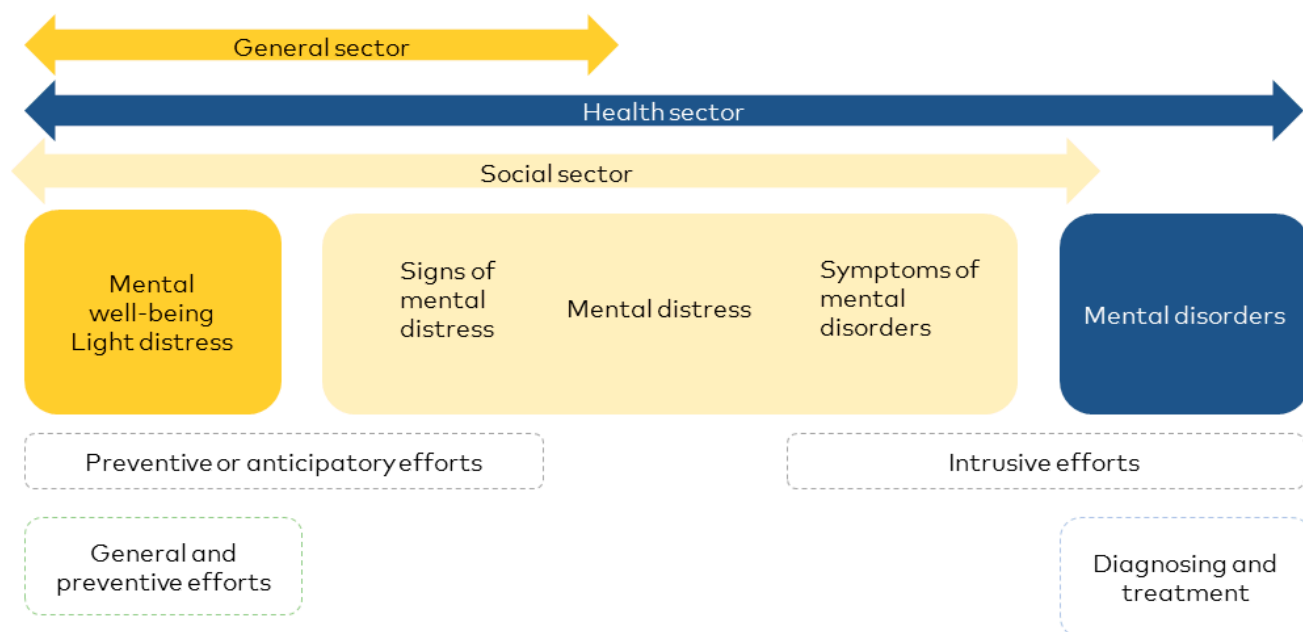 General sector
Health sector
Social sector
Mental
well-being
Light distress
Signs of
mental
distress
Mental distress
Symptoms of
mental
disorders
Mental disorders
Preventive or anticipatory efforts
Intrusive efforts
General and
preventive efforts
Diagnosing and
treatment